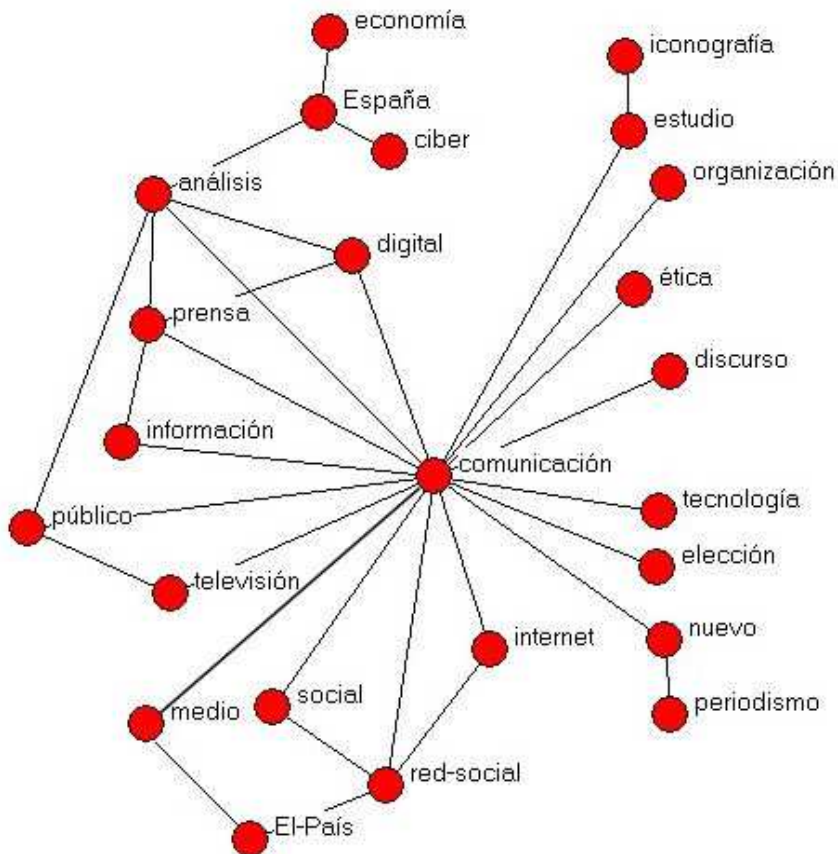 economía
iconografía
España
estudio
ciber
organización
análisis
digital
ética
prensa
discurso
información
comunicación
tecnología
público
elección
televisión
nuevo
internet
social
medio
periodismo
red-social
El-País